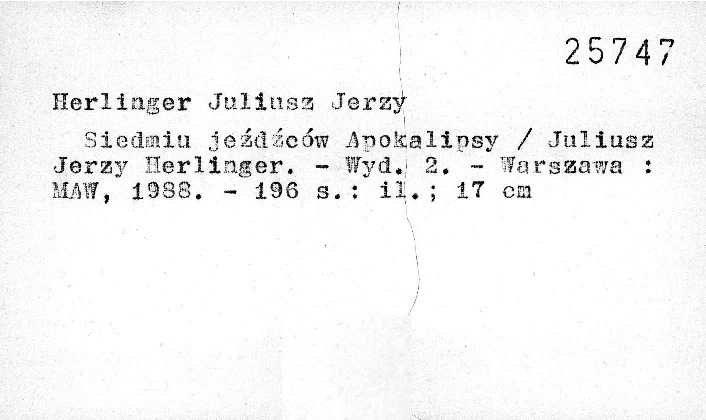 25747
Herlinger Juliusz Jerzy
Siedmiu jeźdźców Apokalipsy / Juliusz
Jerzy Herlinger. - Wyd. 2. - Warszawa :
MAW, 1988. - 196 s.: il.; 17 cm